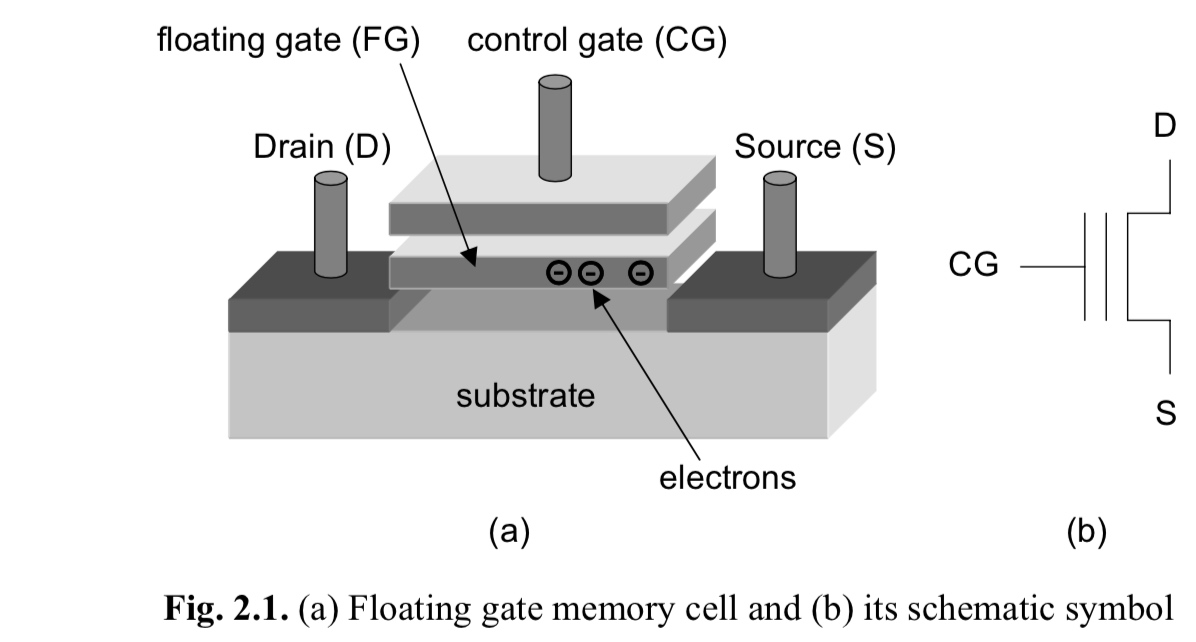 floating gate (FG) control gate (CG)
Drain (D) Source (S)
D
CG
substrate
S
electrons
(a) (b)
Fig. 2.1. (a) Floating gate memory cell and (b) its schematic symbol